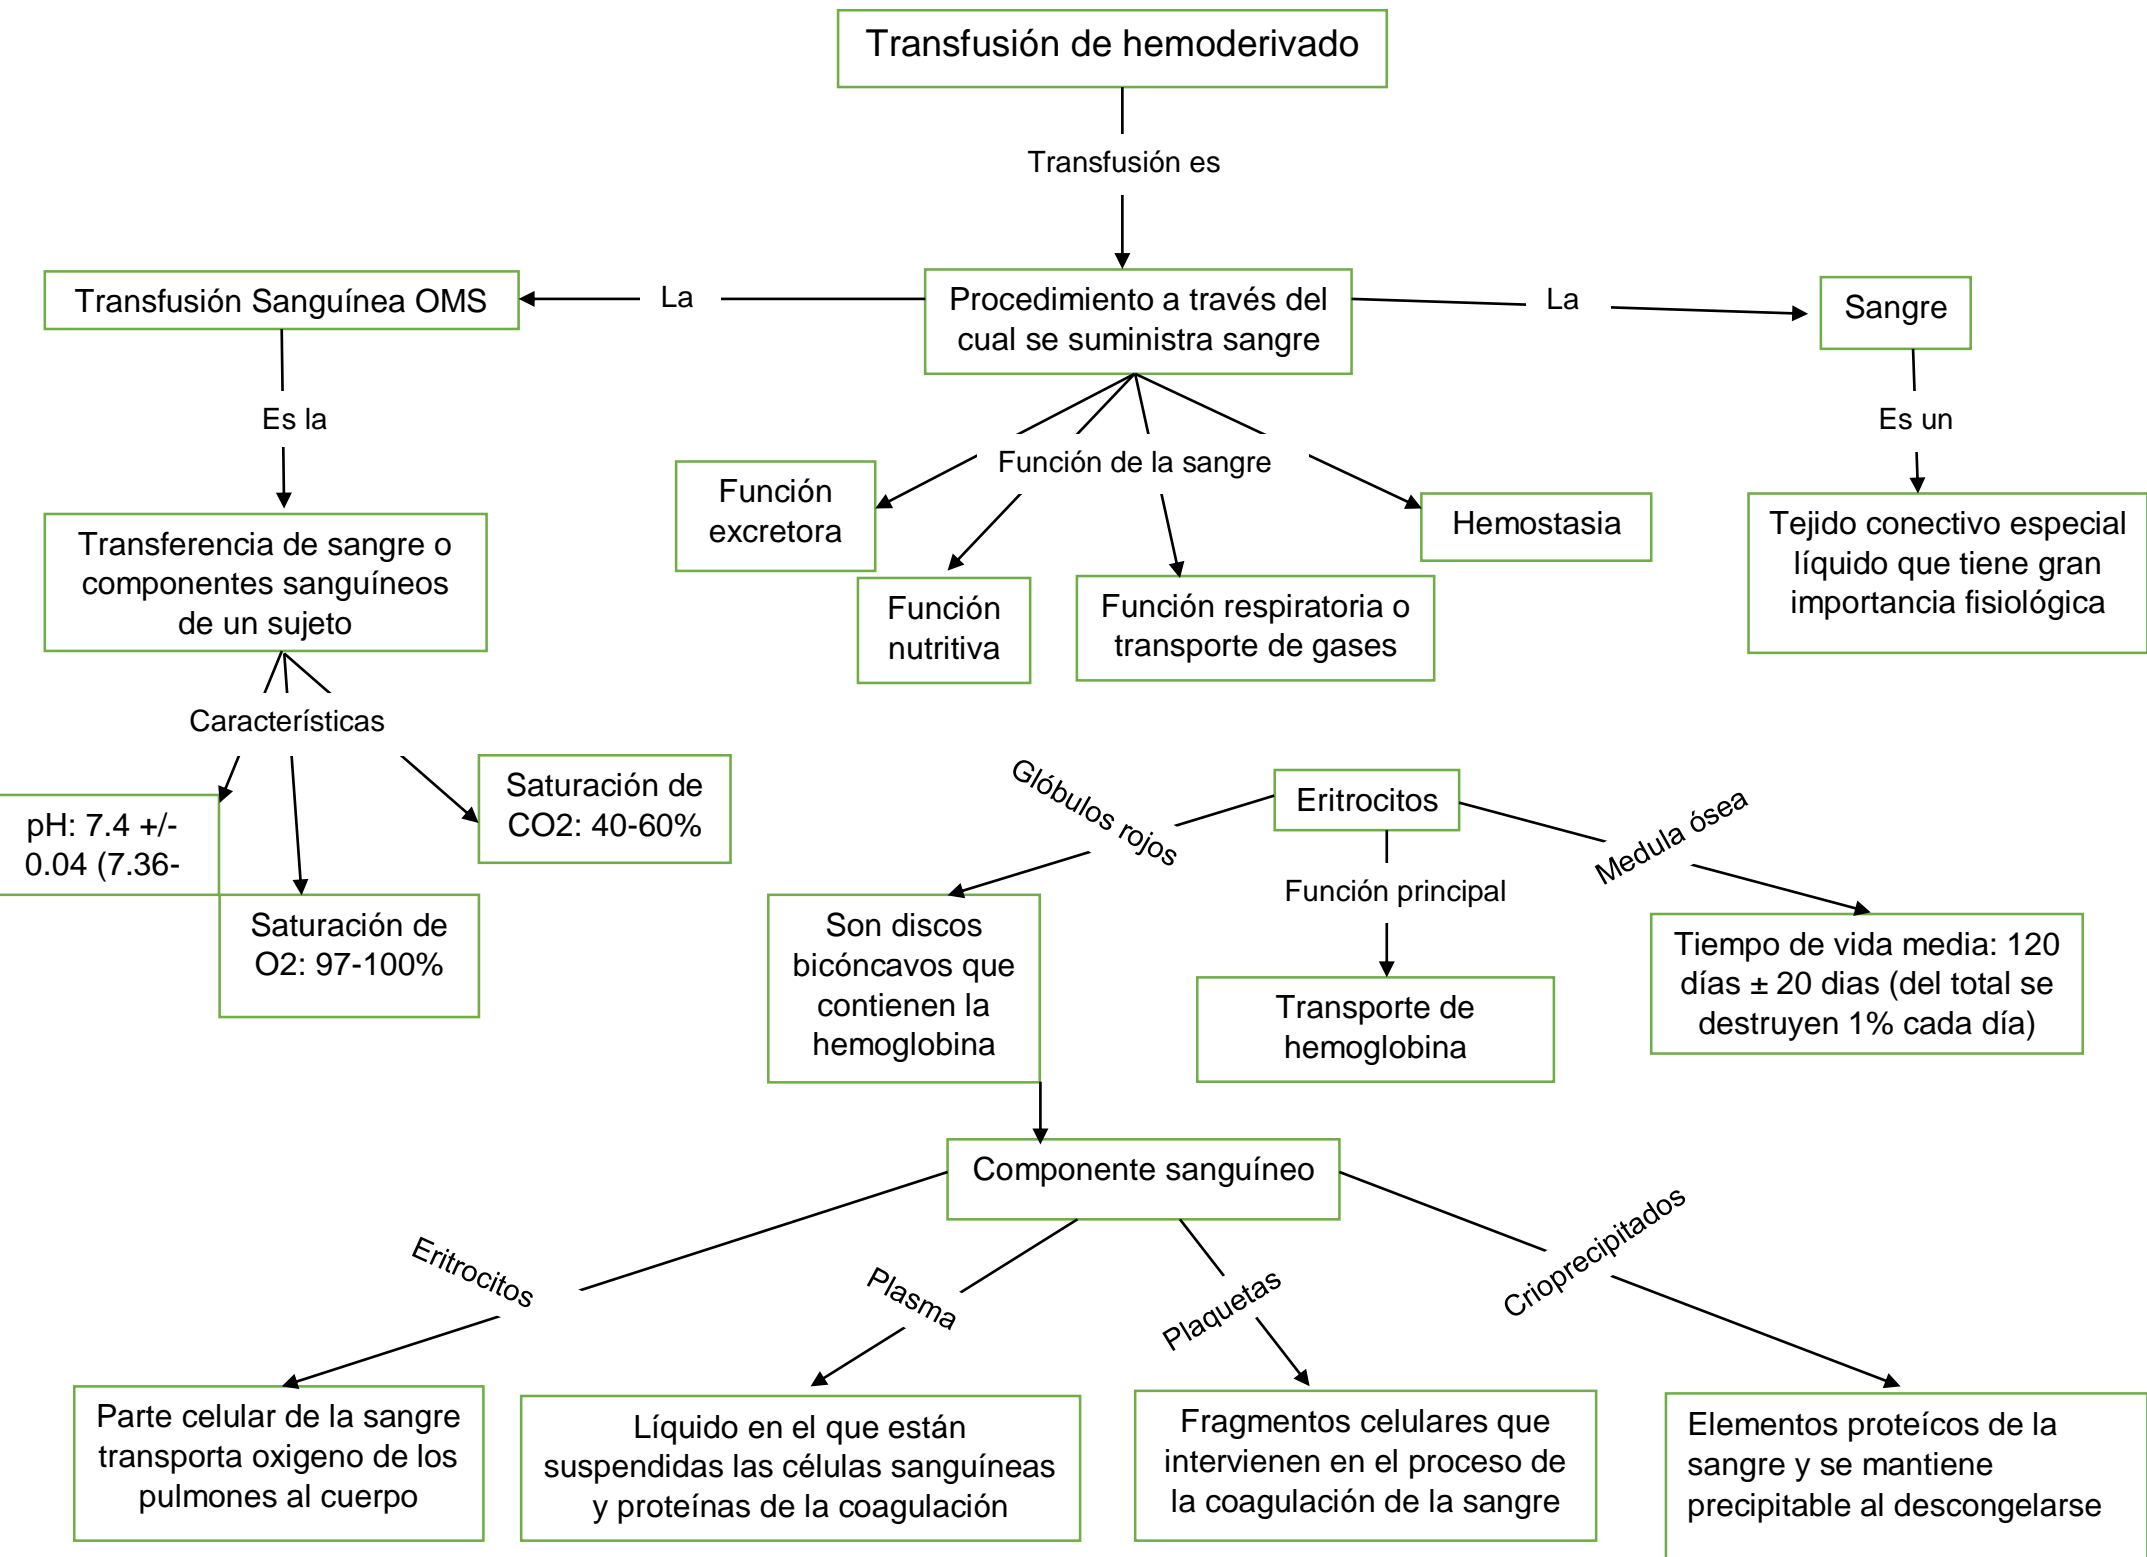 Transfusión de hemoderivado
Transfusión es
Transfusión Sanguínea OMS
La
Procedimiento a través del
cual se suministra sangre
La
Sangre
Es la
Es un
Función de la sangre
Función
excretora
Hemostasia
Función
nutritiva
Función respiratoria o
transporte de gases
Tejido conectivo especial
líquido que tiene gran
importancia fisiológica
Transferencia de sangre o
componentes sanguíneos
de un sujeto
Características
pH: 7.4 +/-
0.04 (7.36-
Saturación de
O2: 97-100%
Saturación de
CO2: 40-60%
Eritrocitos
Glóbulos rojos
Función principal
Medula ósea
Son discos
bicóncavos que
contienen la
hemoglobina
Transporte de
hemoglobina
Tiempo de vida media: 120
días ± 20 dias (del total se
destruyen 1% cada día)
Componente sanguíneo
Eritrocitos
Plasma
Plaquetas
Crioprecipitados
Parte celular de la sangre
transporta oxigeno de los
pulmones al cuerpo
Líquido en el que están
suspendidas las células sanguíneas
y proteínas de la coagulación
Fragmentos celulares que
intervienen en el proceso de
la coagulación de la sangre
Elementos proteícos de la
sangre y se mantiene
precipitable al descongelarse